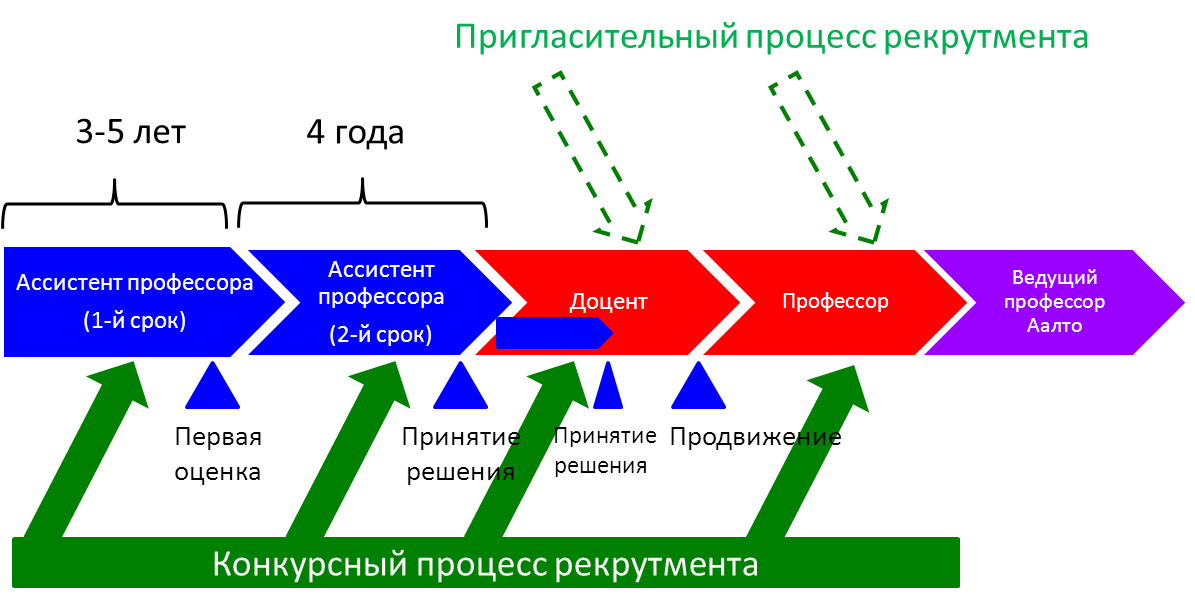 Пригласительный процесс рекрутмента
3-5 лет
4 года
Ассистент профессора
(1-й срок)
Ассистент
профессора
(2-й срок)
Доцент
Профессор
Ведущий
профессор
Аалто
Первая
оценка
Принятие
решения
Принятие
решения
Продвижение
Конкурсный процесс рекрутмента